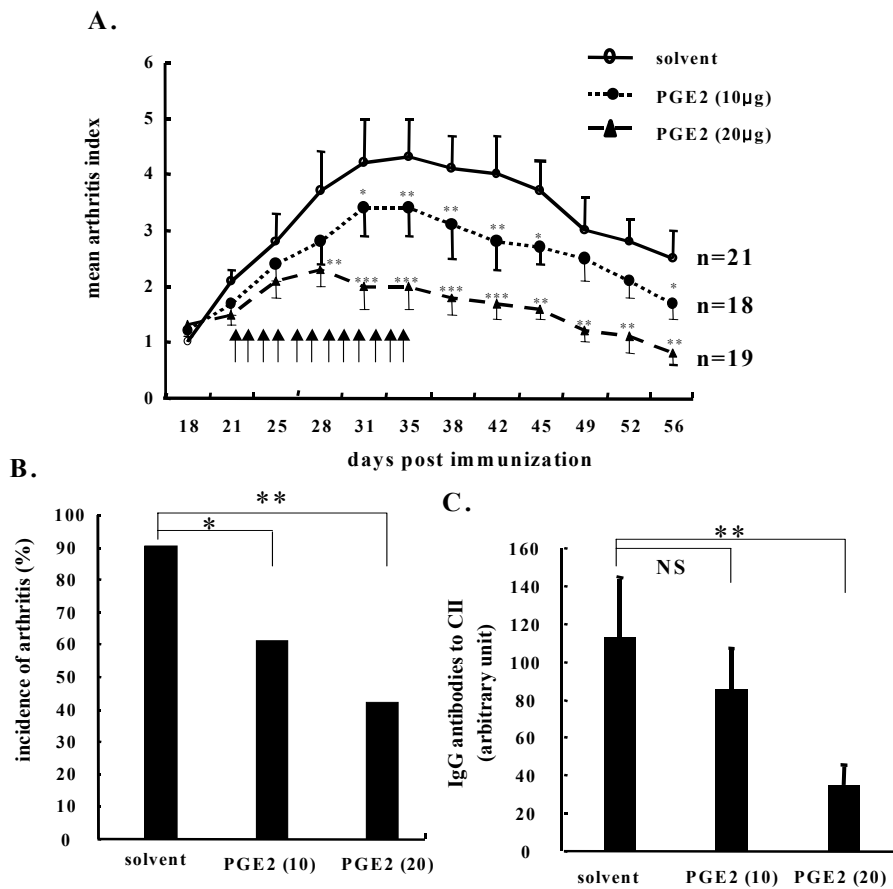 A.
solvent
PGE2 (10µg)
PGE2 (20µg)
mean arthritis index
6
5
4
3
2
1
0
* ** ** ** * *
** *** *** *** *** ** ** ** **
n=21
n=18
n=19
18 21 25 28 31 35 38 42 45 49 52 56
days post immunization
B.
**
*
incidence of arthritis (%)
100
90
80
70
60
50
40
30
20
10
0
solvent PGE2 (10) PGE2 (20)
C.
**
NS
IgG antibodies to CII
(arbitrary unit)
160
140
120
100
80
60
40
20
0
solvent PGE2 (10) PGE2 (20)